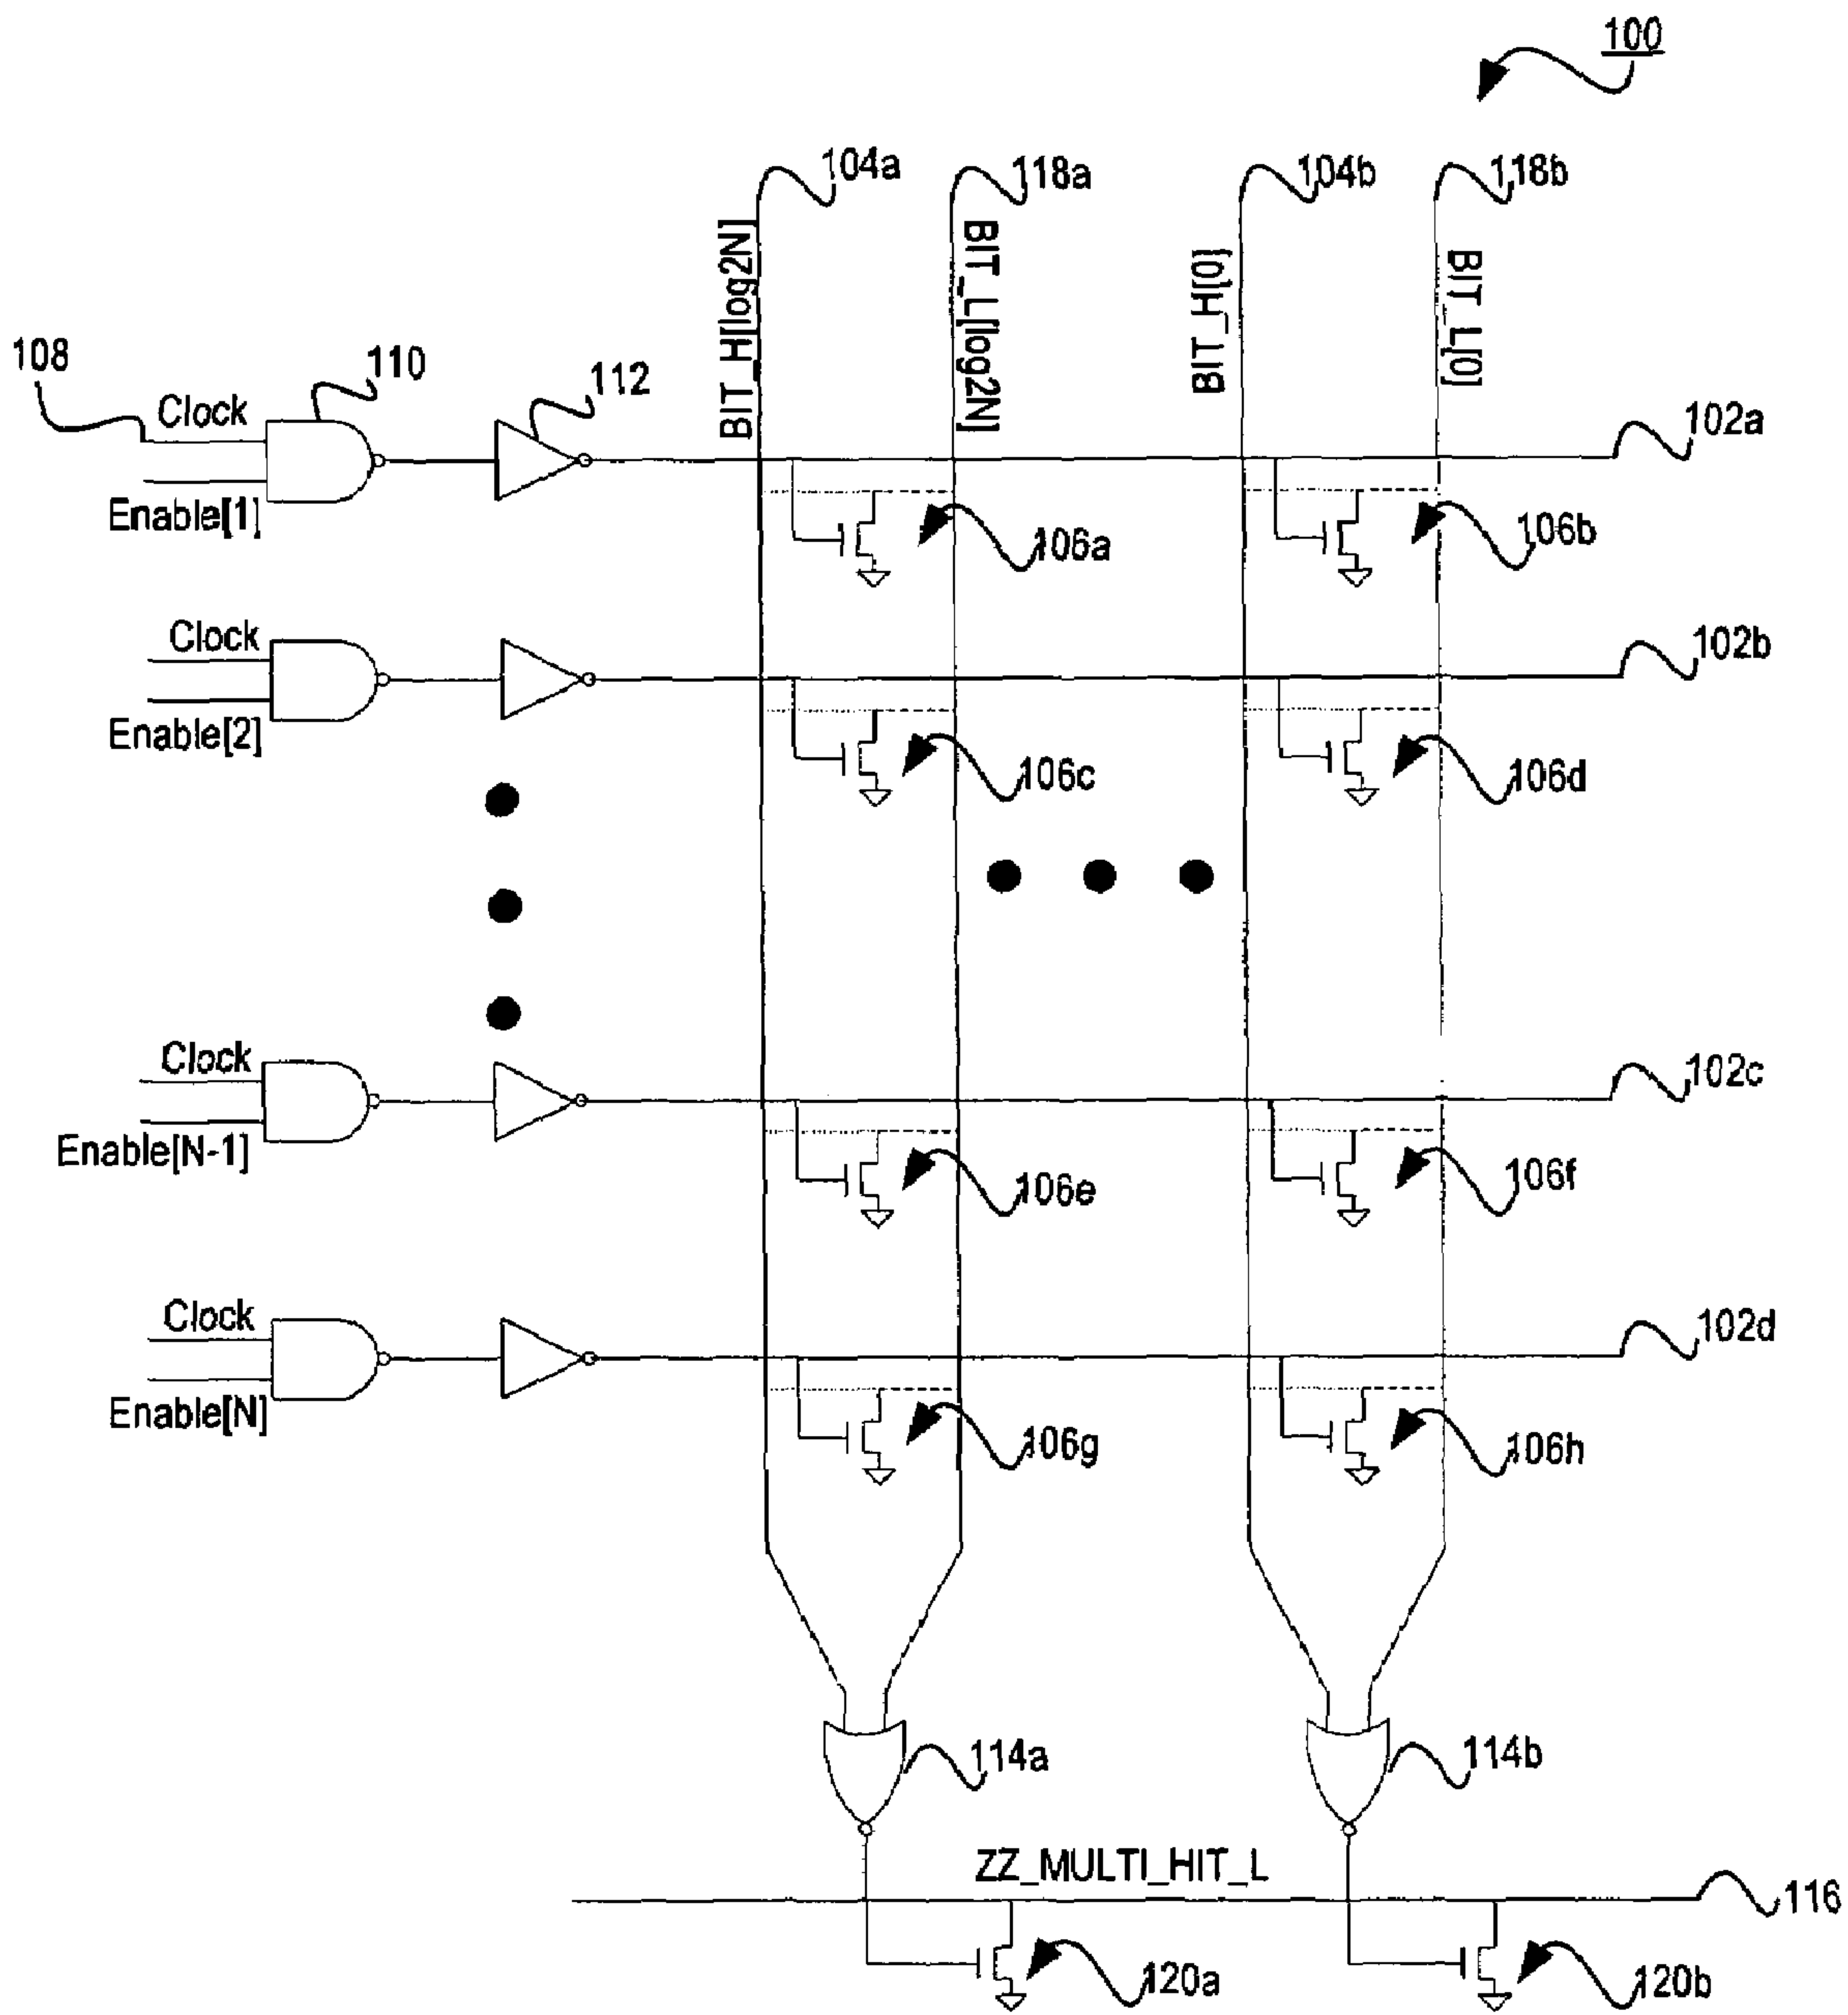 100
104a
118a
104b
118b
BIT_H[log2N]
BIT_L[log2N]
BIT_H[0]
BIT_L[0]
108
Clock
110
112
102a
Enable[1]
106a
106b
Clock
102b
Enable[2]
106c
106d
Clock
102c
Enable[N-1]
106e
106f
Clock
102d
Enable[N]
106g
106h
114a
114b
ZZ_MULTI_HIT_L
116
120a
120b